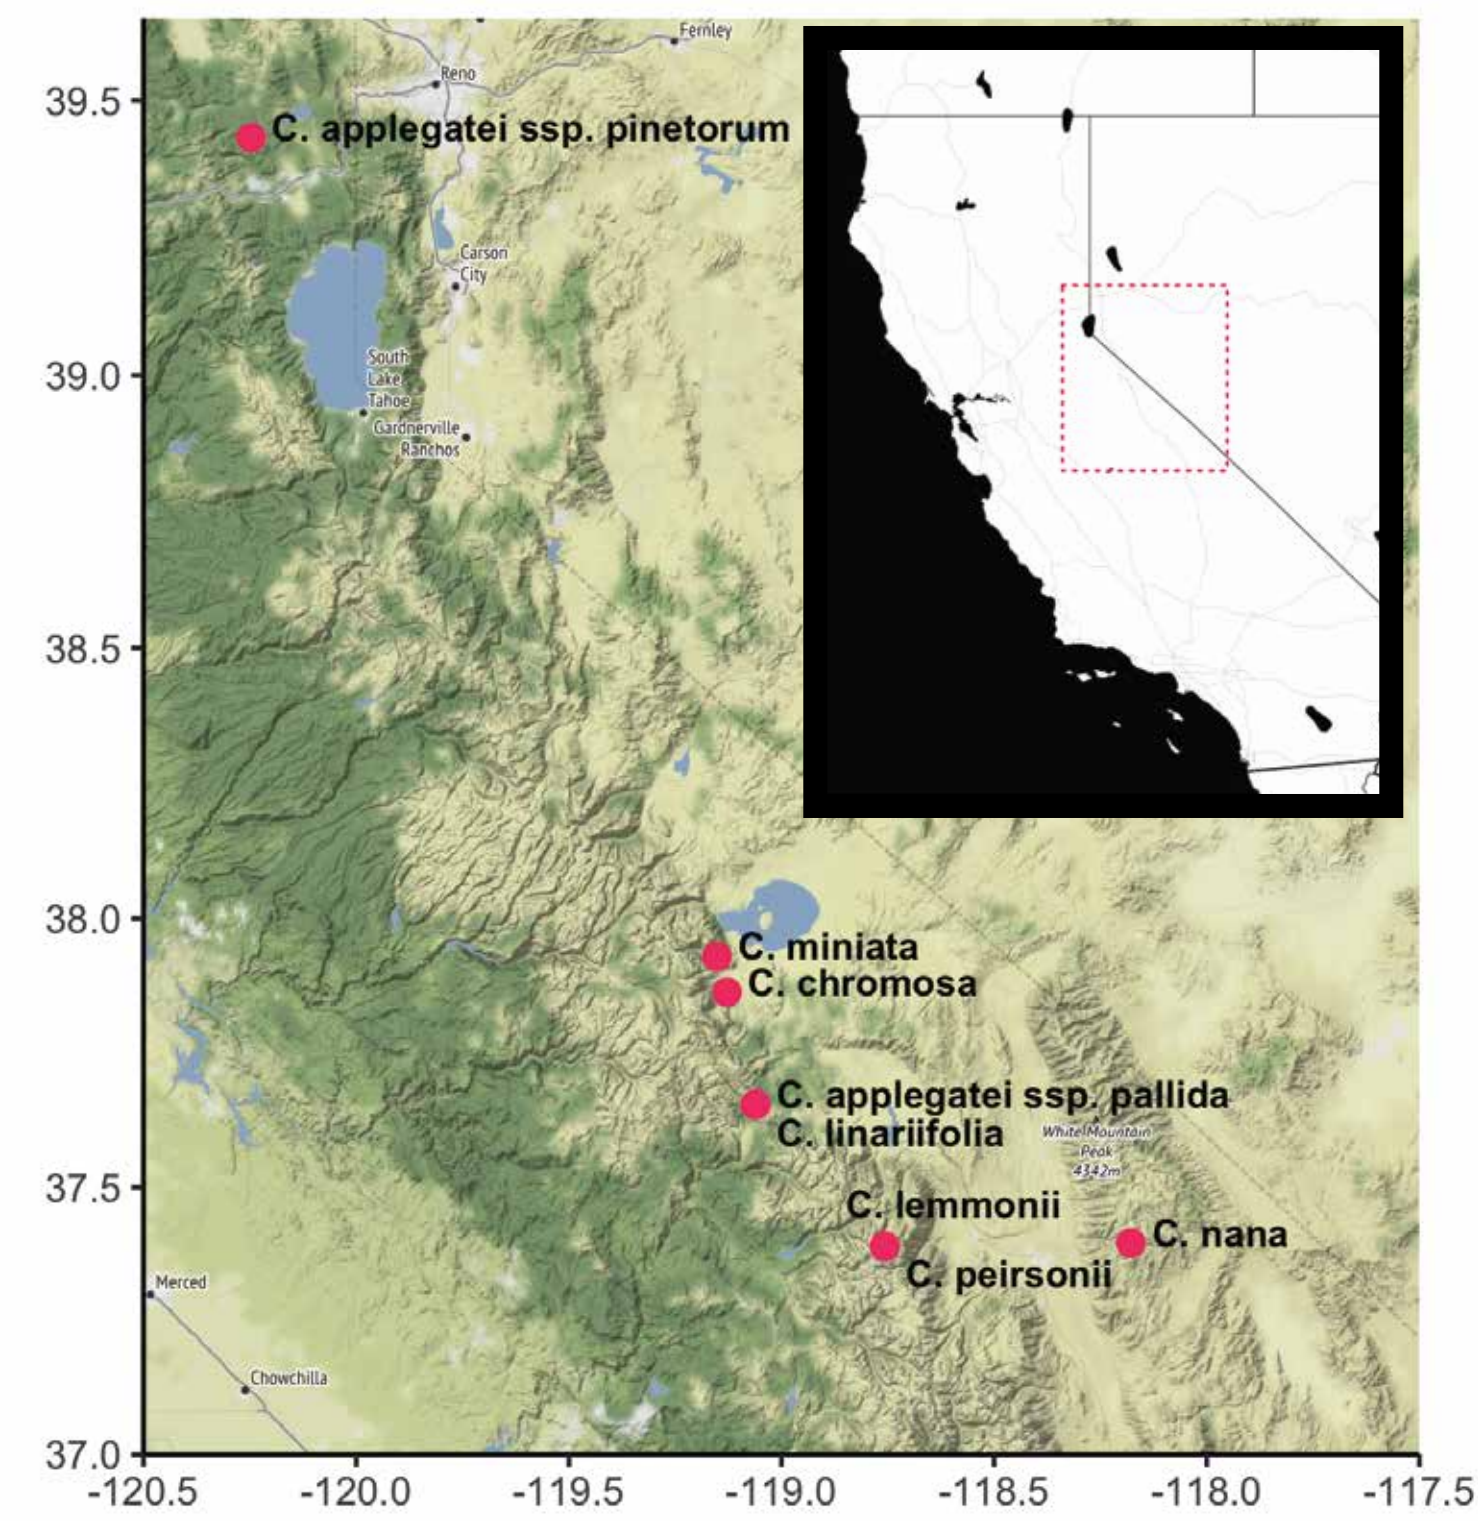 Fernley
39.5
Reno
C. applegatei ssp. pinetorum
Carson
City
39.0
South
Lake
Tahoe
Gardnerville
Ranchos
38.5
38.0
C. miniata
C. chromosa
C. applegatei ssp. pallida
C. linariifolia
White Mountain
Peak
4342m
37.5
C. lemmonii
C. nana
C. peirsonii
Merced
Chowchilla
37.0
-120.5 -120.0 -119.5 -119.0 -118.5 -118.0 -117.5